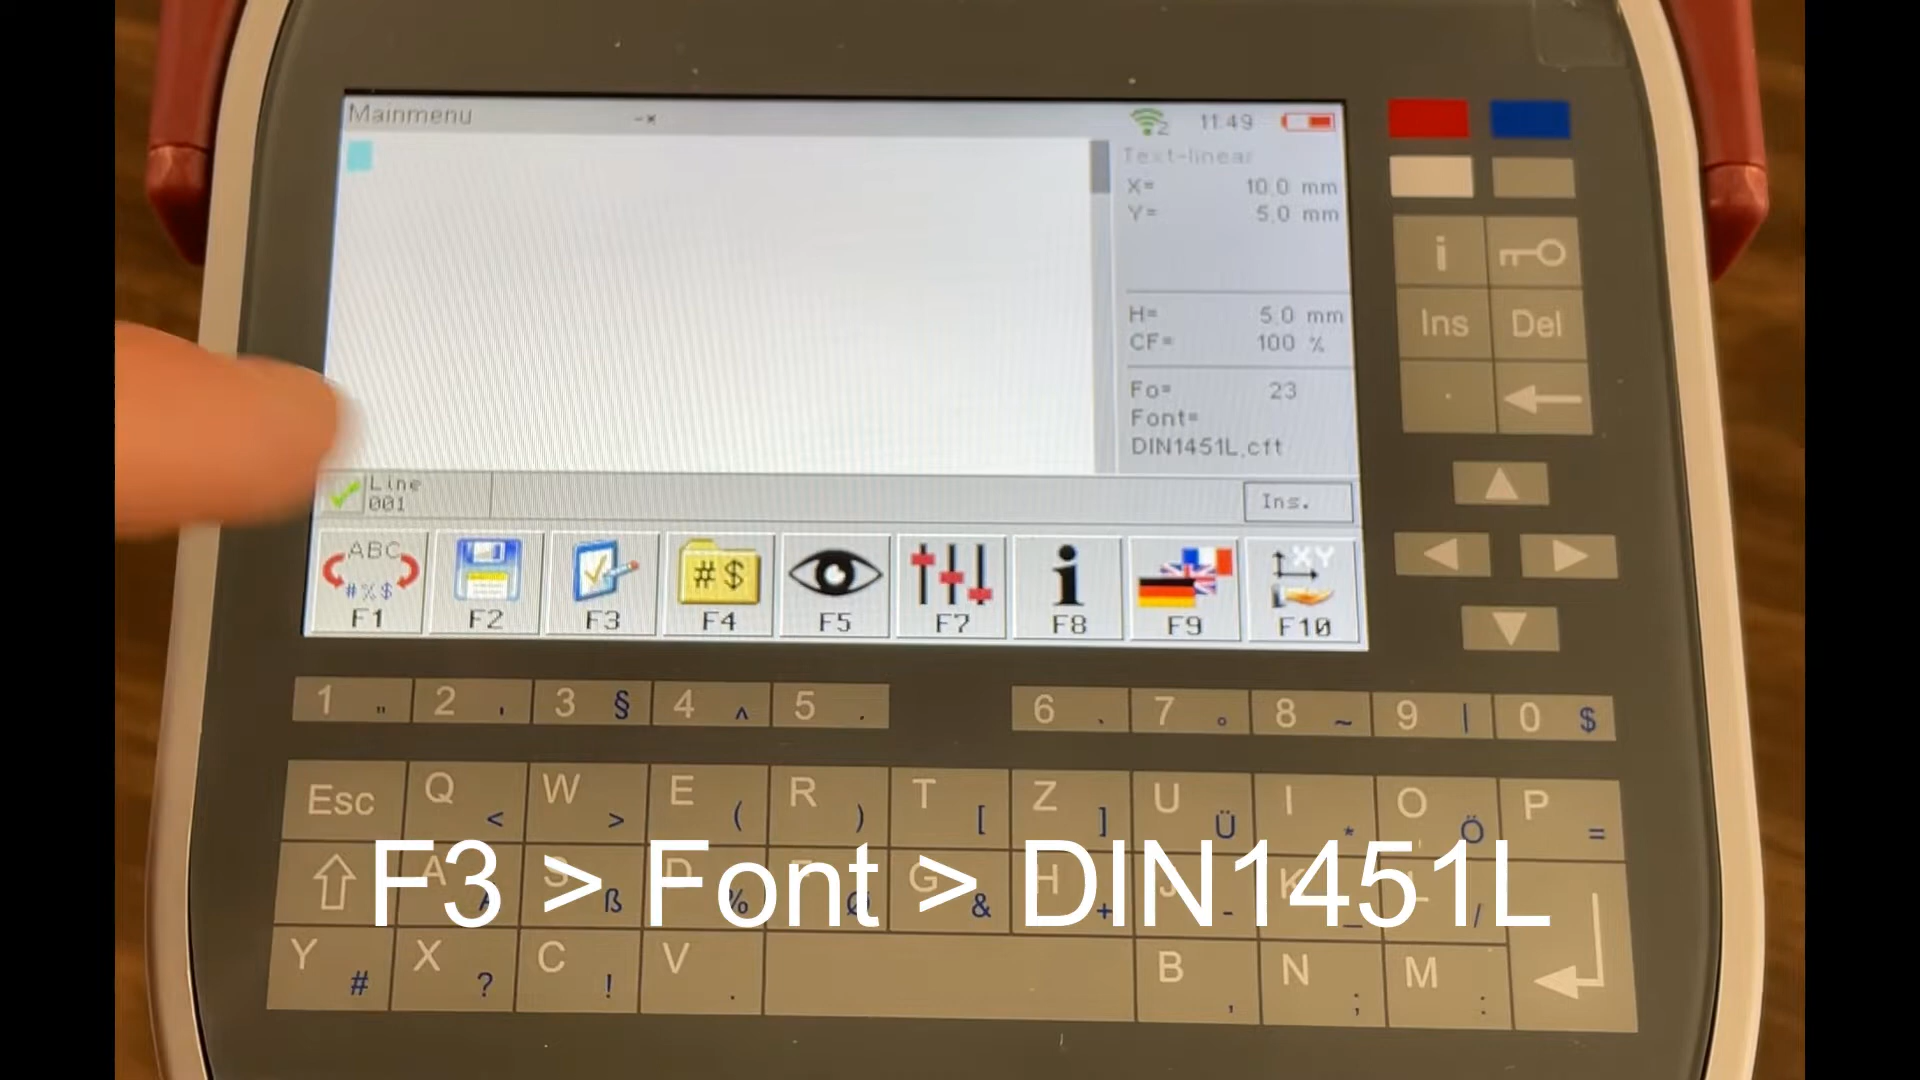 Mainmenu
2 11:49
Text-linear
X= 10.0 mm
Y= 5.0 mm
H= 5.0 mm
CF= 100 %
Fo= 23
Font=
DIN1451L.cft
Line
001
Ins.
ABC #$ XY
#%$
F1 F2 F3 F4 F5 F7 F8 F9 F10
i
Ins Del
1 " 2 ' 3 § 4 ^ 5 . 6 ` 7 ° 8 ~ 9 | 0 $
Esc Q < W > E ( R ) T [ Z ] U Ü I * O Ö P =
A S ß D % G & H + J - K _ /
F3 > Font > DIN1451L
Y # X ? C ! V . B , N ; M :